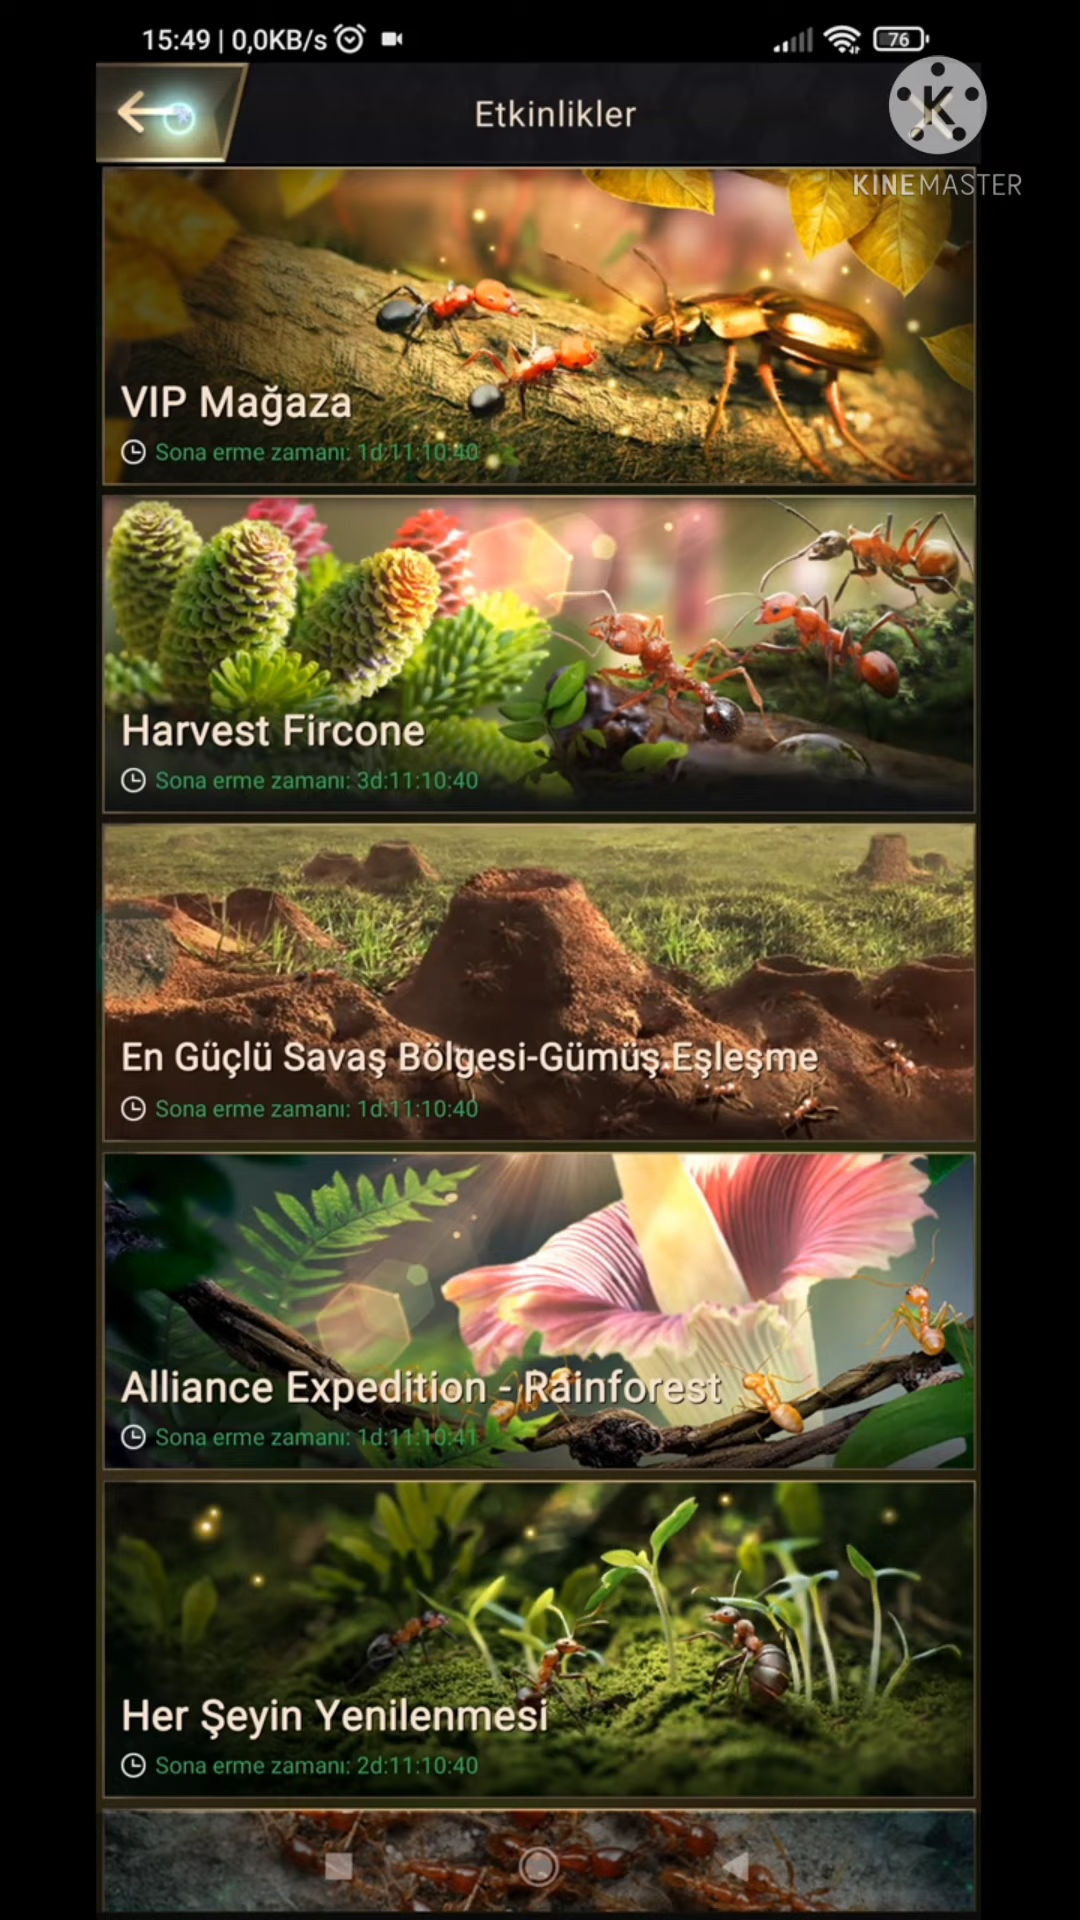 15:49 | 0,0KB/s
76
Etkinlikler
K
KINEMASTER
VIP Mağaza
Sona erme zamanı: 1d:11:10:40
Harvest Fircone
Sona erme zamanı: 3d:11:10:40
En Güçlü Savaş Bölgesi-Gümüş Eşleşme
Sona erme zamanı: 1d:11:10:40
Alliance Expedition - Rainforest
Sona erme zamanı: 1d:11:10:41
Her Şeyin Yenilenmesi
Sona erme zamanı: 2d:11:10:40